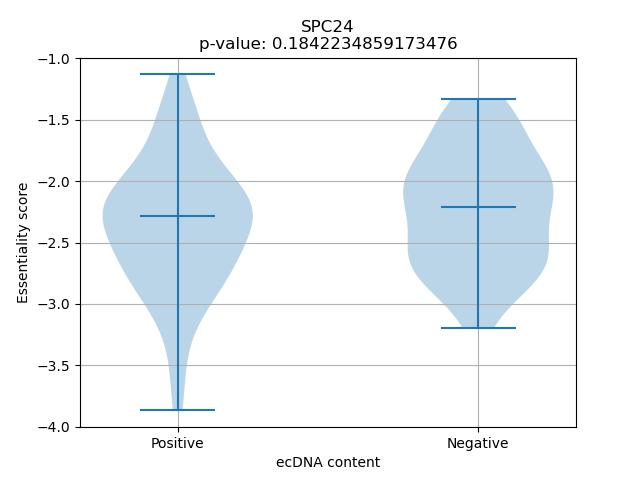 SPC24
p-value: 0.1842234859173476
−1.0
−1.5
−2.0
−2.5
−3.0
−3.5
−4.0
Essentiality score
Positive
Negative
ecDNA content